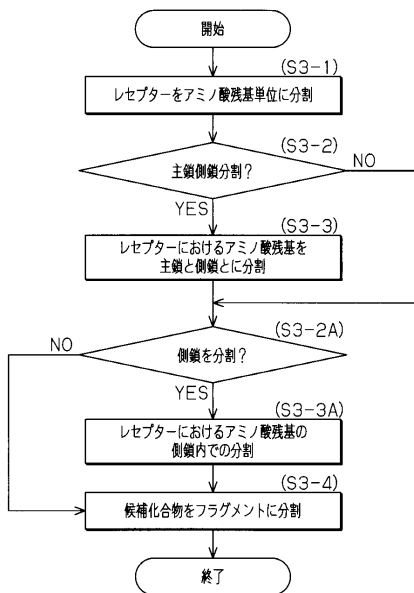 開始
(S3-1)
レセプターをアミノ酸残基単位に分割
(S3-2)
主鎖側鎖分割?
NO
YES
(S3-3)
レセプターにおけるアミノ酸残基を
主鎖と側鎖とに分割
(S3-2A)
NO
側鎖を分割?
YES
(S3-3A)
レセプターにおけるアミノ酸残基の
側鎖内での分割
(S3-4)
候補化合物をフラグメントに分割
終了